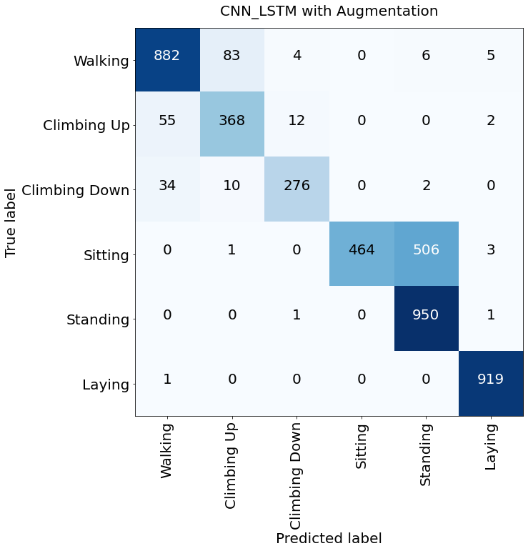 CNN_LSTM with Augmentation
True label
Walking 882 83 4 0 6 5
Climbing Up 55 368 12 0 0 2
Climbing Down 34 10 276 0 2 0
Sitting 0 1 0 464 506 3
Standing 0 0 1 0 950 1
Laying 1 0 0 0 0 919
Walking
Climbing Up
Climbing Down
Sitting
Standing
Laying
Predicted label